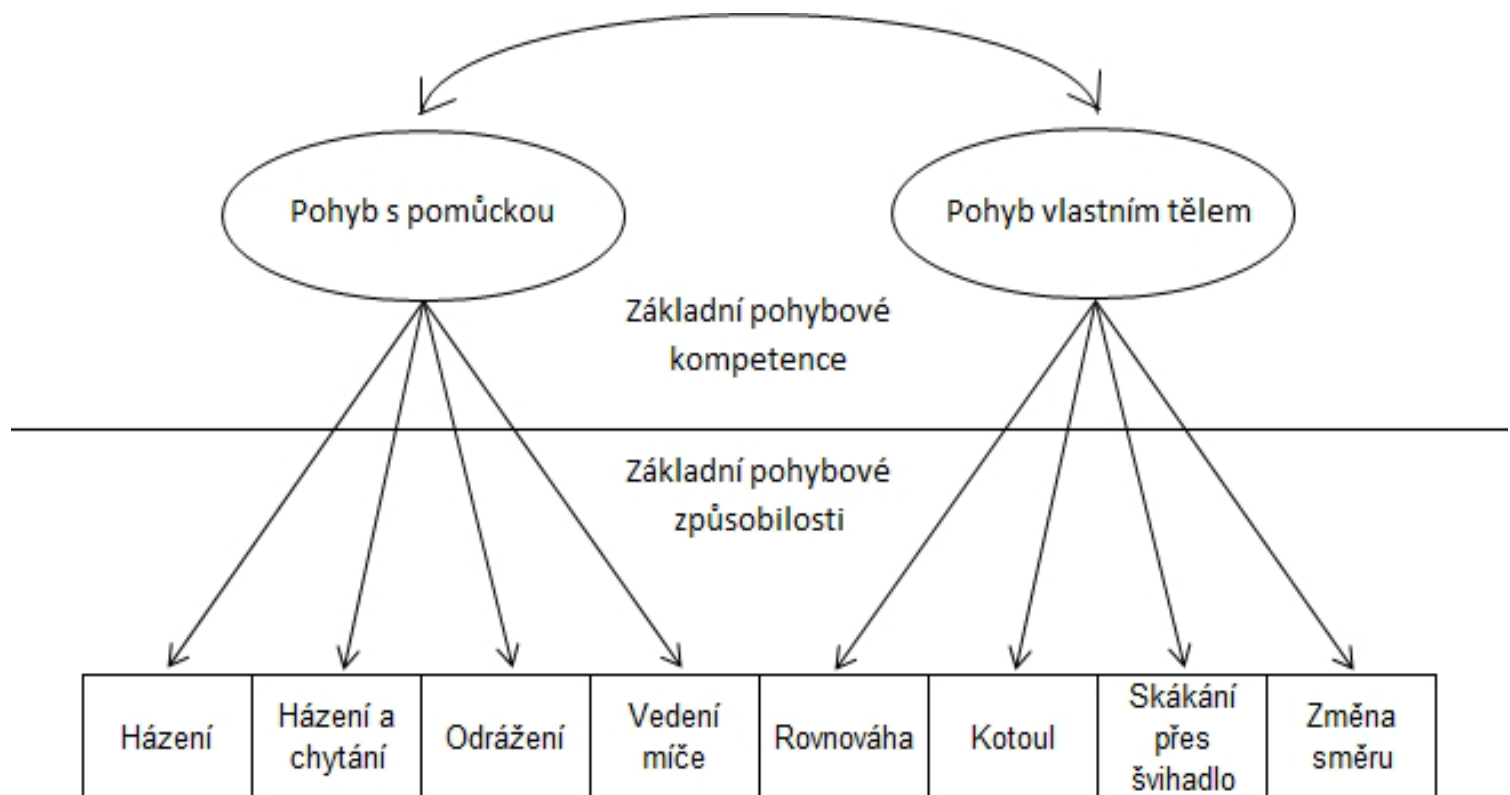 Pohyb s pomůckou
Pohyb vlastním tělem
Základní pohybové
kompetence
Základní pohybové
způsobilosti
Házení
Házení a
chytání
Odrážení
Vedení
míče
Rovnováha
Kotoul
Skákání
přes
švihadlo
Změna
směru